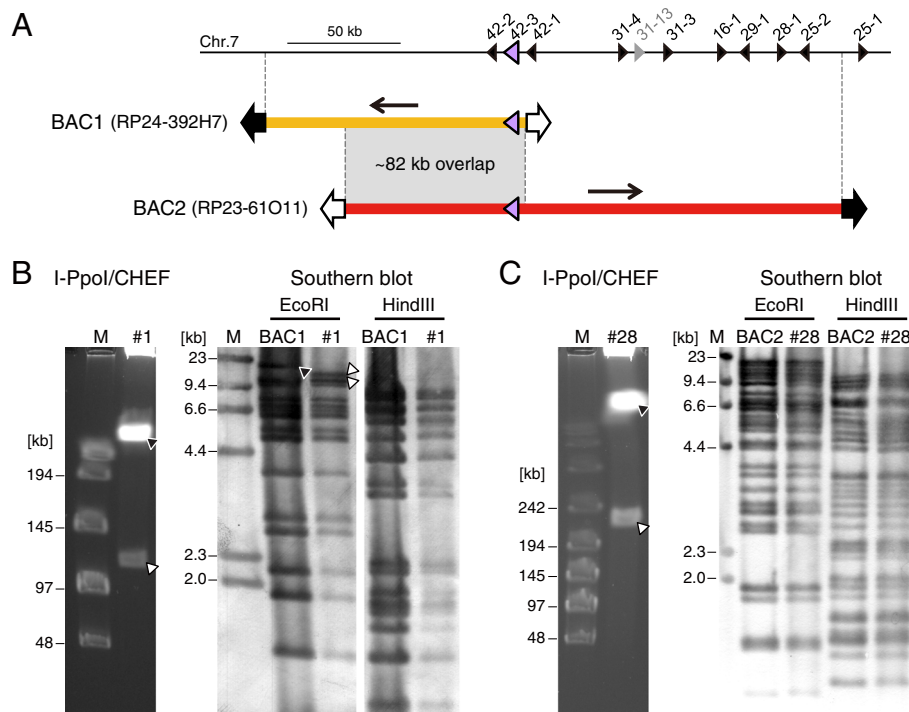 A
50 kb
Chr.7
42-2
42-3
42-1
31-4
31-13
31-3
16-1
29-1
28-1
25-2
25-1
BAC1 (RP24-392H7)
~82 kb overlap
BAC2 (RP23-61O11)
B
I-PpoI/CHEF
Southern blot
EcoRI
HindIII
M #1
[kb] M BAC1 #1 BAC1 #1
[kb]
194
145
97
48
23
9.4
6.6
4.4
2.3
2.0
C
I-PpoI/CHEF
Southern blot
EcoRI
HindIII
M #28
[kb] M BAC2 #28 BAC2 #28
[kb]
242
194
145
97
48
23
9.4
6.6
4.4
2.3
2.0